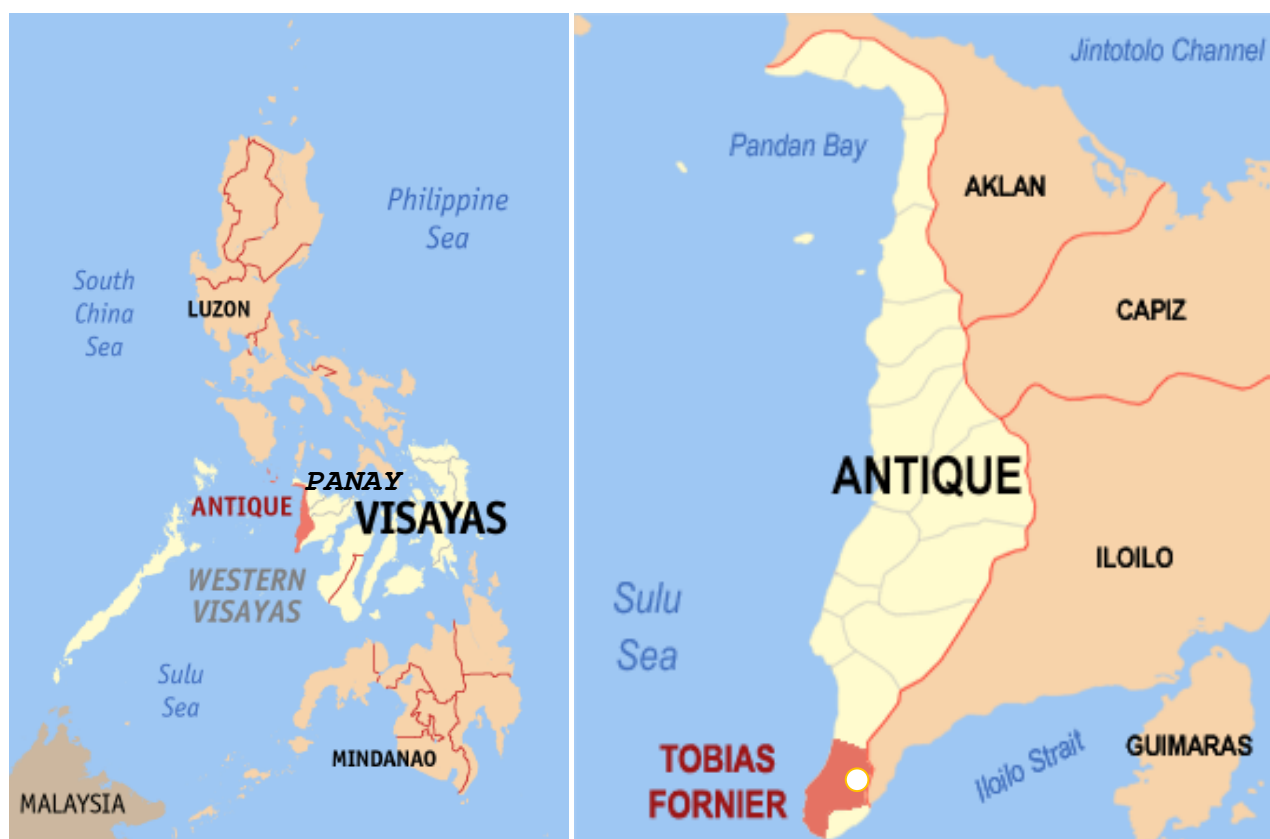 Philippine
Sea
South
China
Sea
LUZON
PANAY
ANTIQUE
VISAYAS
WESTERN
VISAYAS
Sulu
Sea
MINDANAO
MALAYSIA
Jintotolo Channel
Pandan Bay
AKLAN
CAPIZ
ANTIQUE
ILOILO
Sulu
Sea
GUIMARAS
Iloilo Strait
TOBIAS
FORNIER